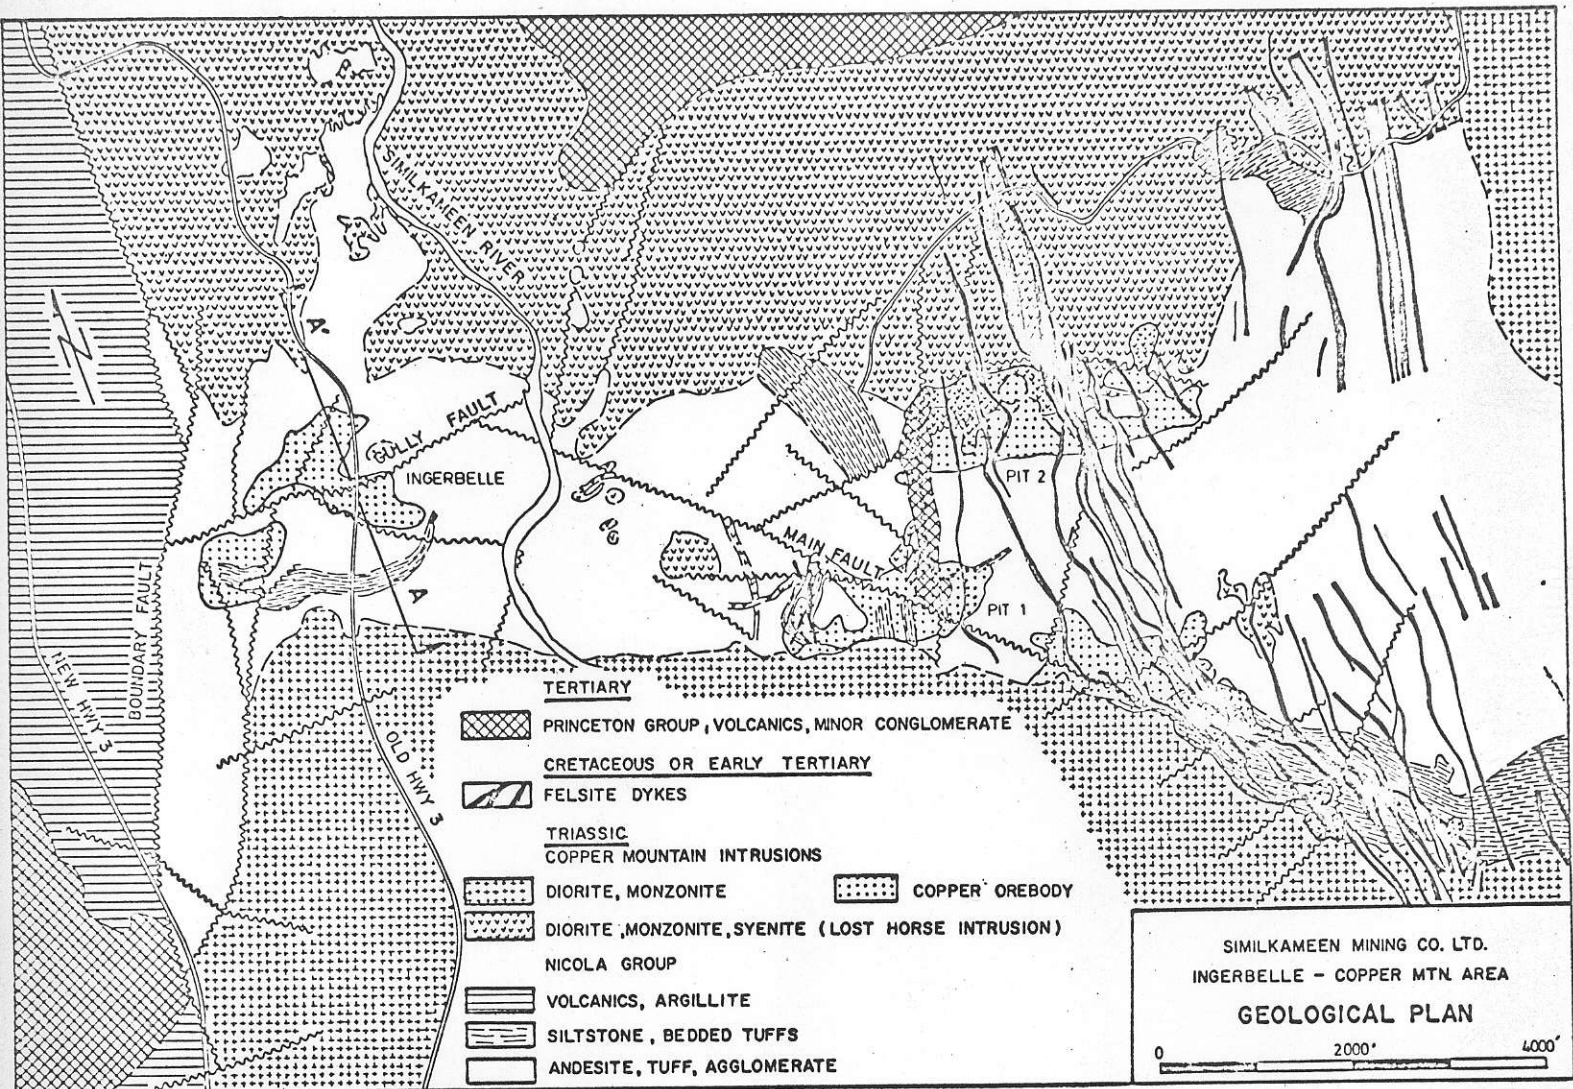 SIMILKAMEEN RIVER
A'
GULLY FAULT
INGERBELLE
PIT 2
MAIN FAULT
PIT 1
A
BOUNDARY FAULT
NEW HWY 3
OLD HWY 3
TERTIARY
PRINCETON GROUP, VOLCANICS, MINOR CONGLOMERATE
CRETACEOUS OR EARLY TERTIARY
FELSITE DYKES
TRIASSIC
COPPER MOUNTAIN INTRUSIONS
DIORITE, MONZONITE
COPPER OREBODY
DIORITE, MONZONITE, SYENITE (LOST HORSE INTRUSION)
NICOLA GROUP
VOLCANICS, ARGILLITE
SILTSTONE, BEDDED TUFFS
ANDESITE, TUFF, AGGLOMERATE
SIMILKAMEEN MINING CO. LTD.
INGERBELLE - COPPER MTN. AREA
GEOLOGICAL PLAN
0 2000' 4000'